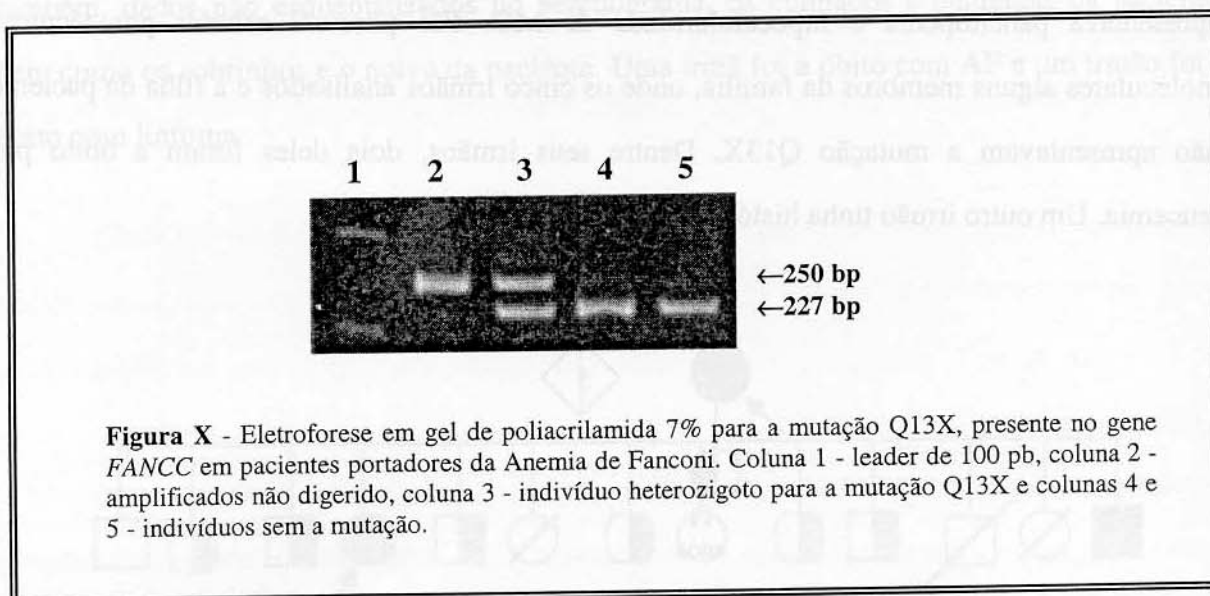 1 2 3 4 5
←250 bp
←227 bp
Figura X - Eletroforese em gel de poliacrilamida 7% para a mutação Q13X, presente no gene
FANCC em pacientes portadores da Anemia de Fanconi. Coluna 1 - leader de 100 pb, coluna 2 -
amplificados não digerido, coluna 3 - indivíduo heterozigoto para a mutação Q13X e colunas 4 e
5 - indivíduos sem a mutação.